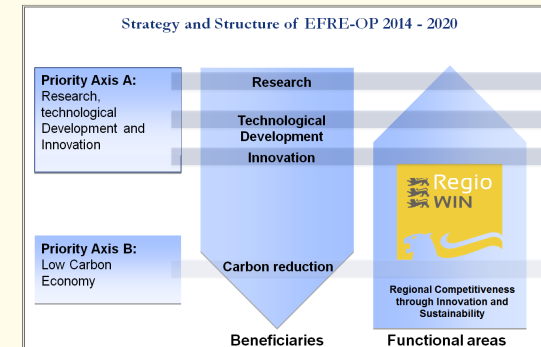 Strategy and Structure of EFRE-OP 2014 - 2020
Priority Axis A:
Research,
technological
Development and
Innovation
Research
Technological
Development
Innovation
Regio
WIN
Priority Axis B:
Low Carbon
Economy
Carbon reduction
Regional Competitiveness
through Innovation and
Sustainability
Beneficiaries
Functional areas